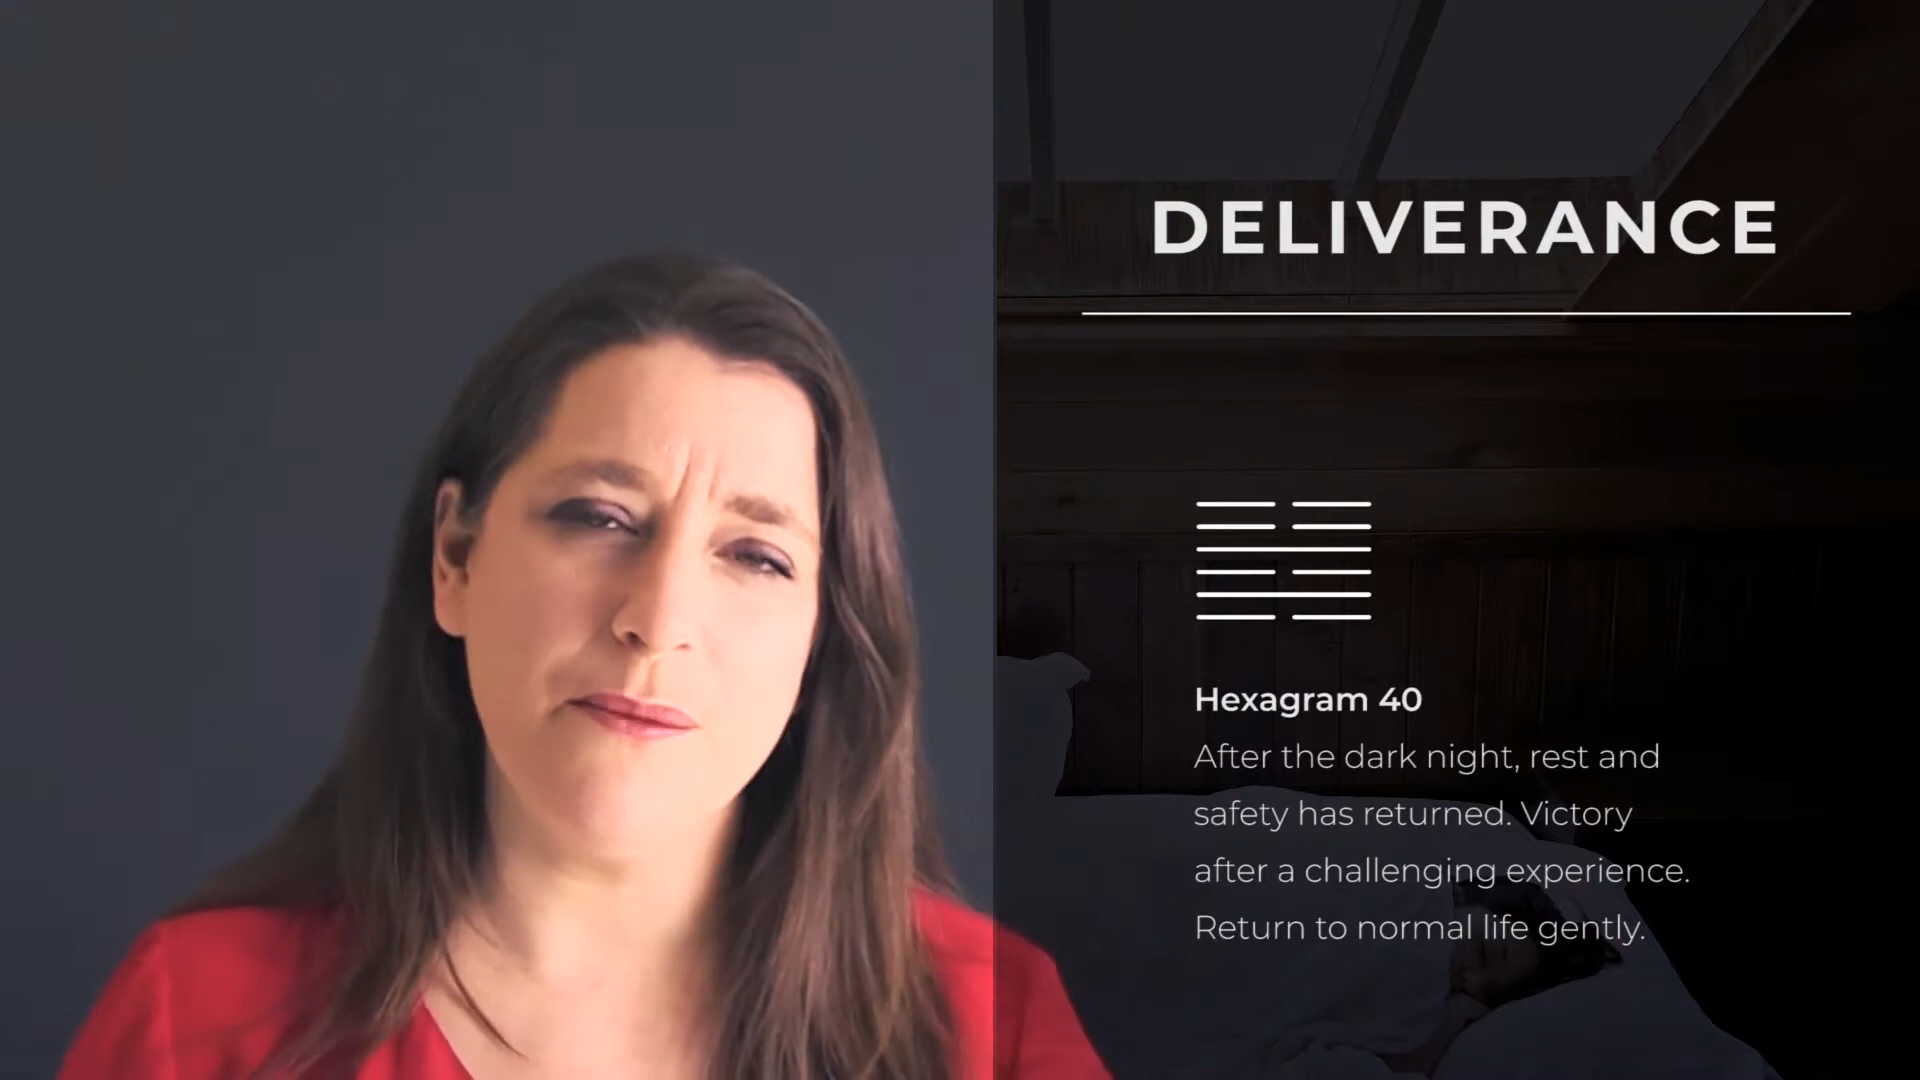 DELIVERANCE
Hexagram 40
After the dark night, rest and
safety has returned. Victory
after a challenging experience.
Return to normal life gently.